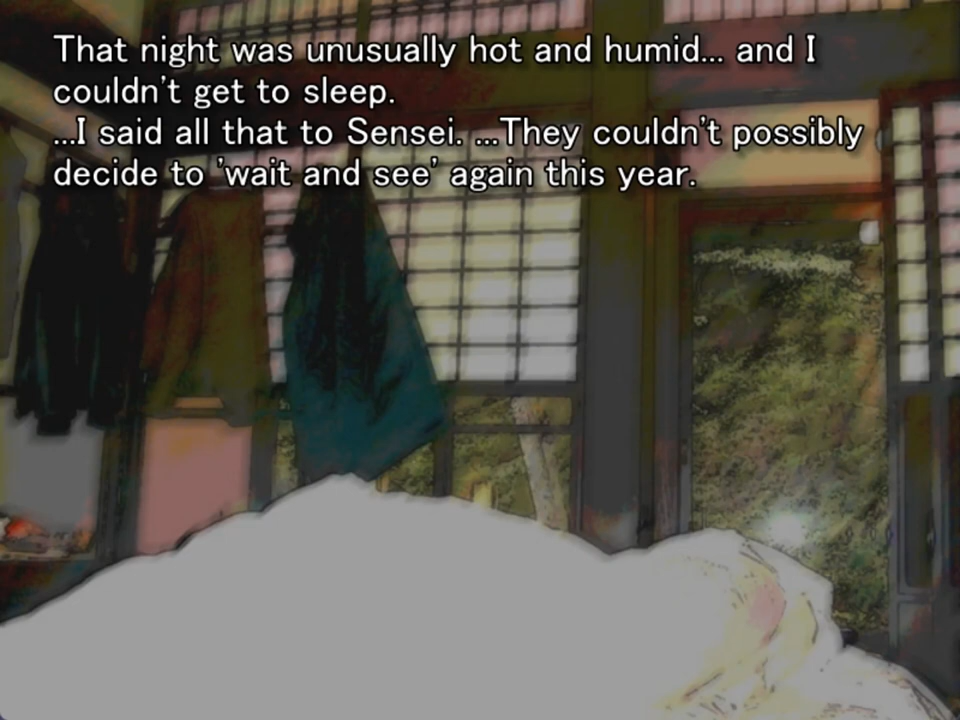 That night was unusually hot and humid... and I
couldn't get to sleep.
...I said all that to Sensei. ...They couldn't possibly
decide to 'wait and see' again this year.